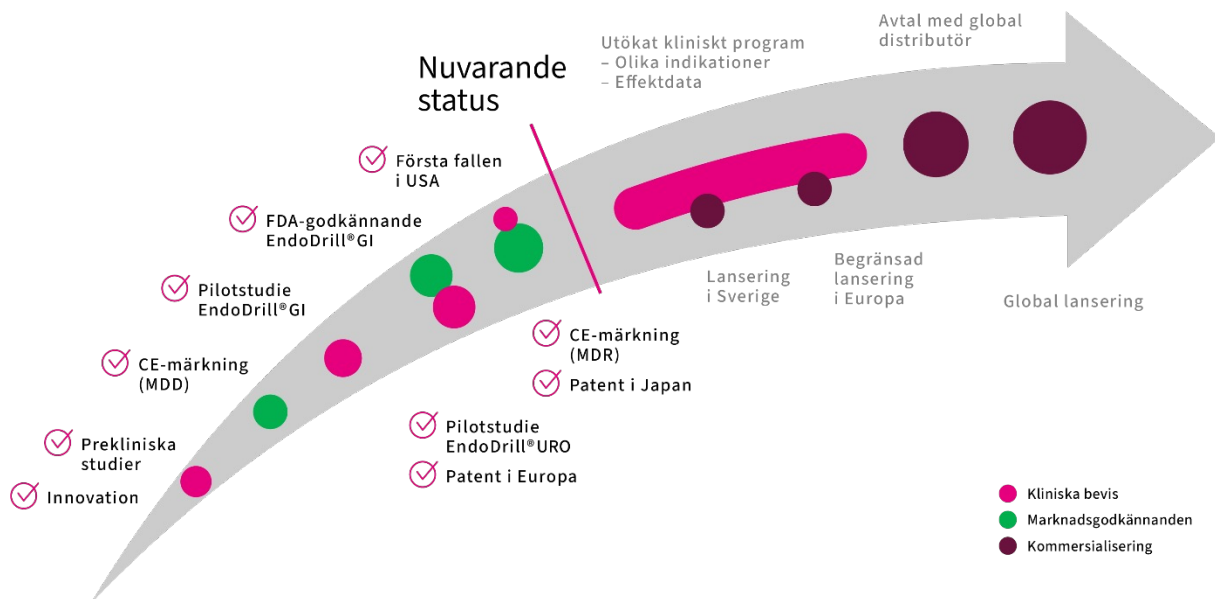 Avtal med global
distributör
Utökat kliniskt program
– Olika indikationer
– Effektdata
Nuvarande
status
Första fallen
i USA
FDA-godkännande
EndoDrill®GI
Pilotstudie
EndoDrill®GI
CE-märkning
(MDD)
Prekliniska
studier
Innovation
Lansering
i Sverige
Begränsad
lansering
i Europa
Global lansering
CE-märkning
(MDR)
Patent i Japan
Pilotstudie
EndoDrill®URO
Patent i Europa
Kliniska bevis
Marknadsgodkännanden
Kommersialisering